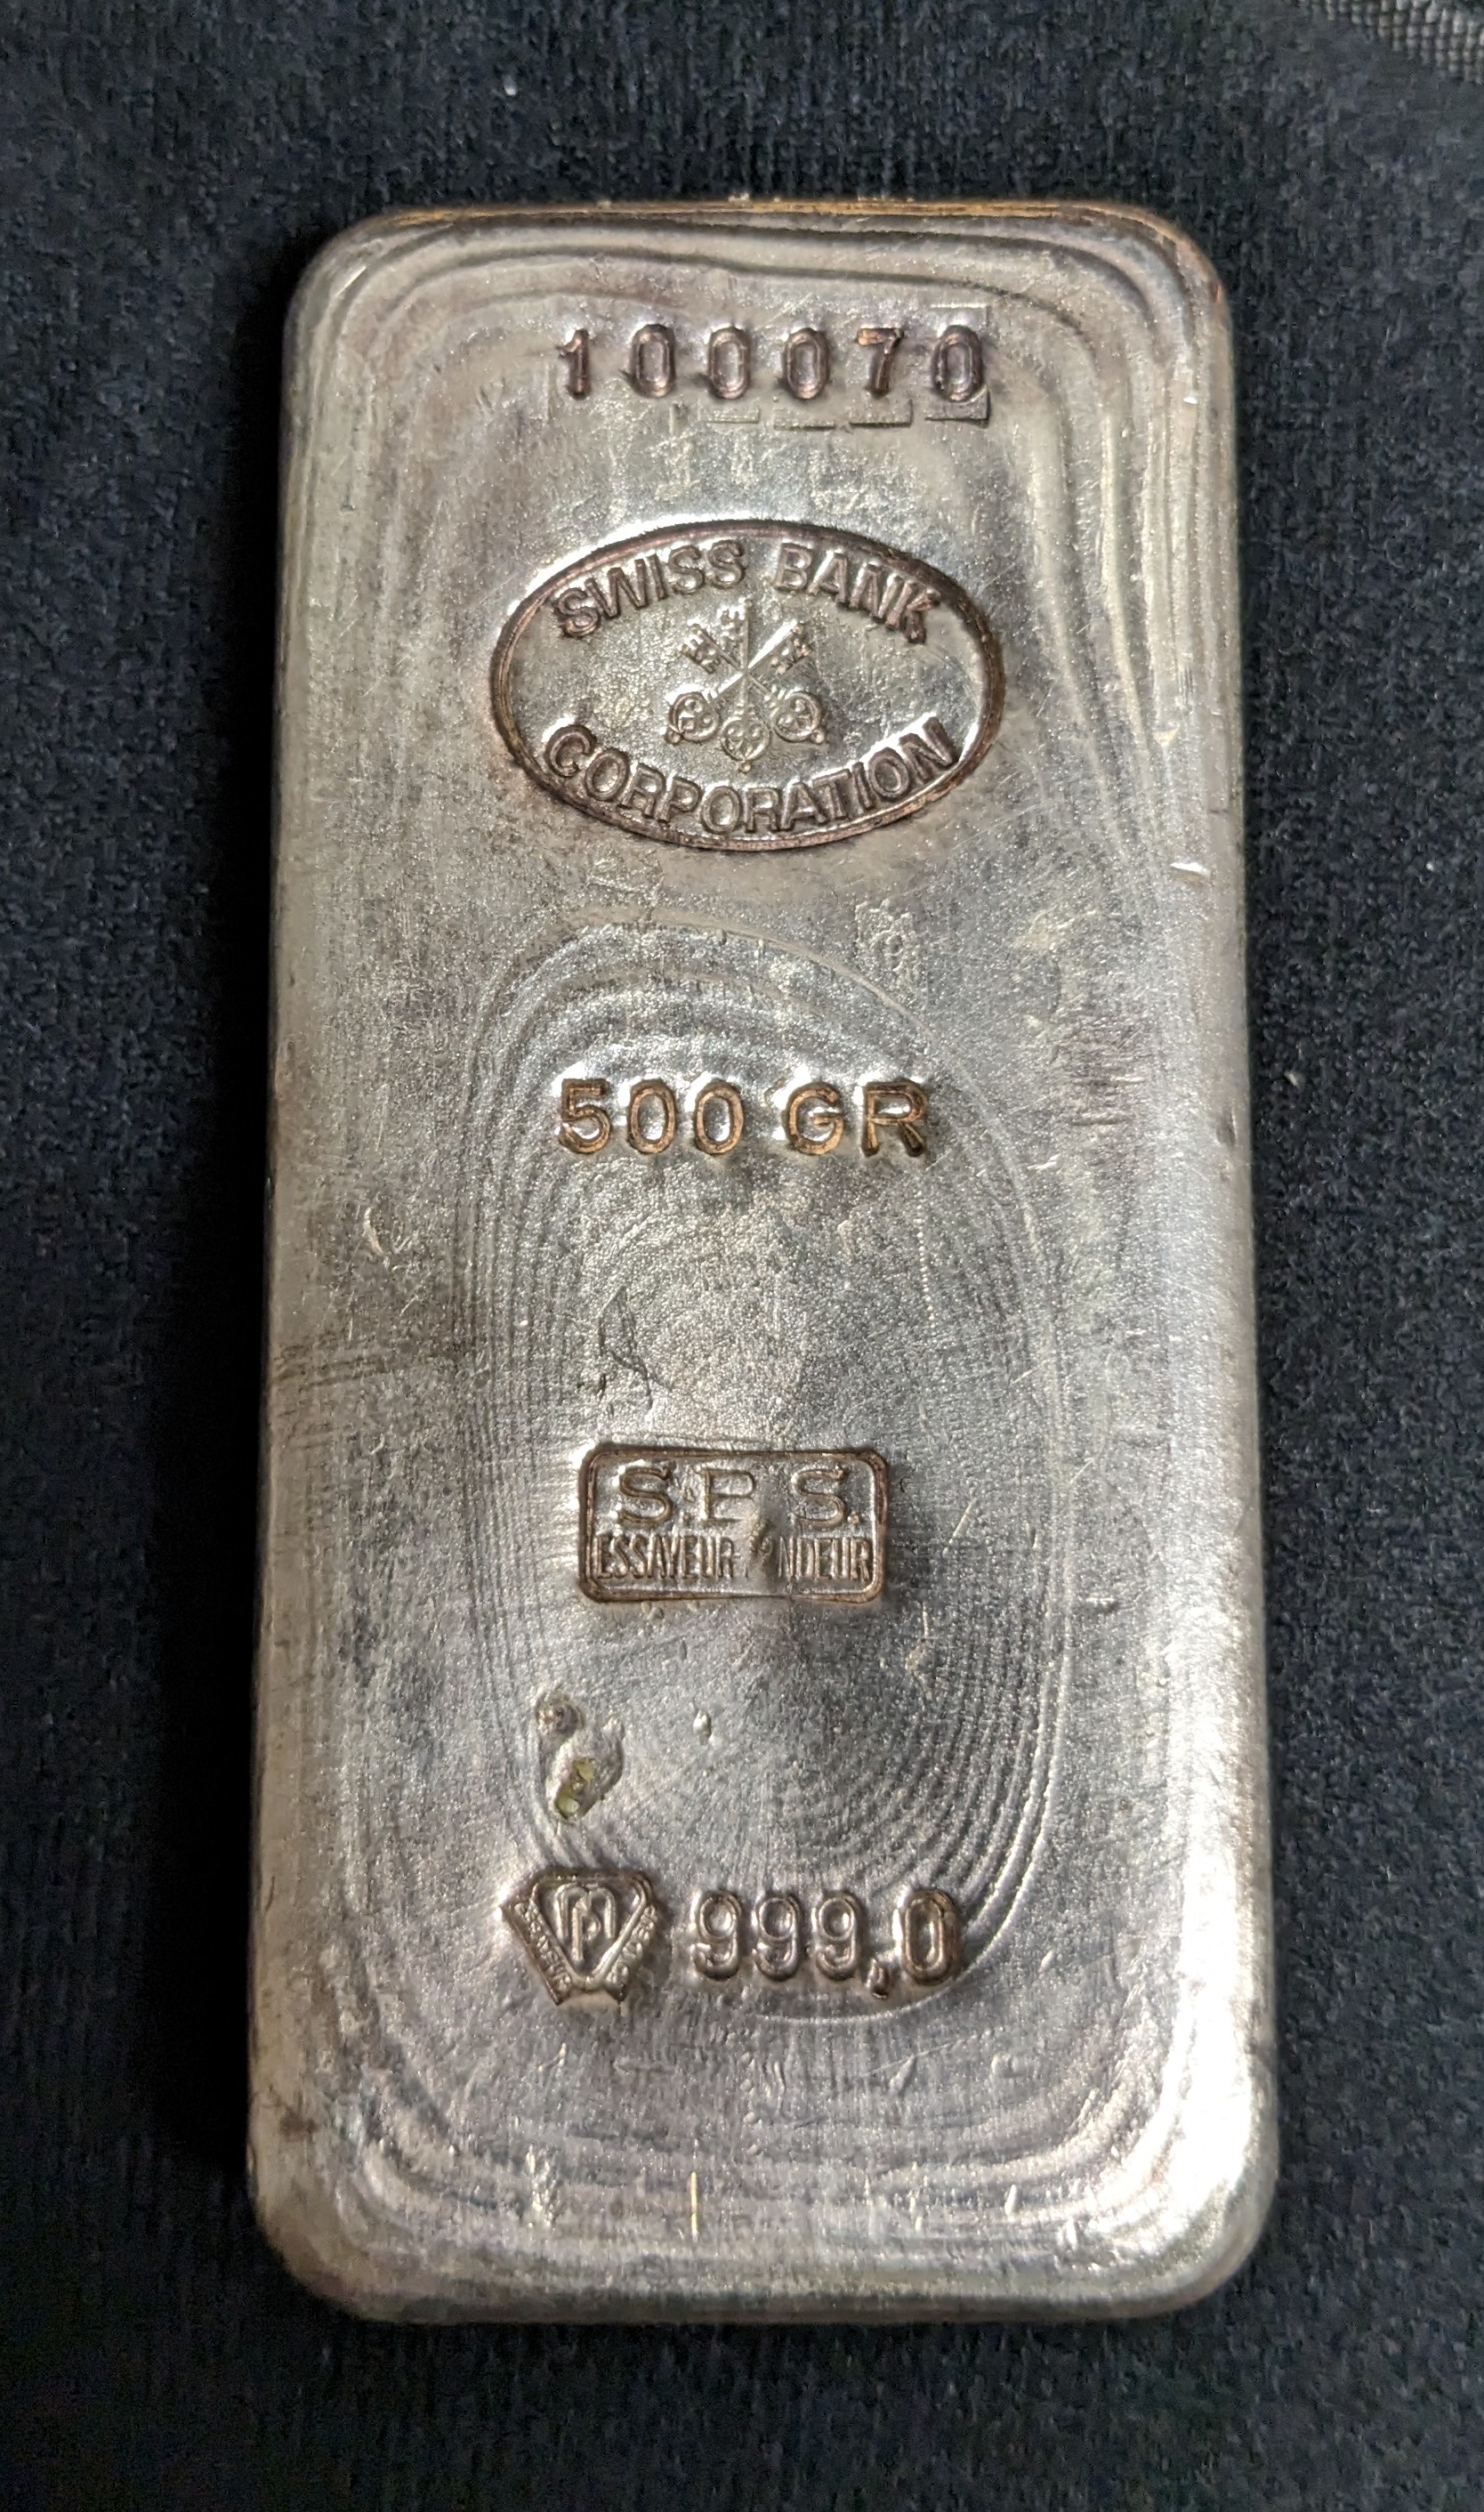 100070
SWISS BANK
CORPORATION
500 GR
S.P.S.
ESSAYEUR
999,0